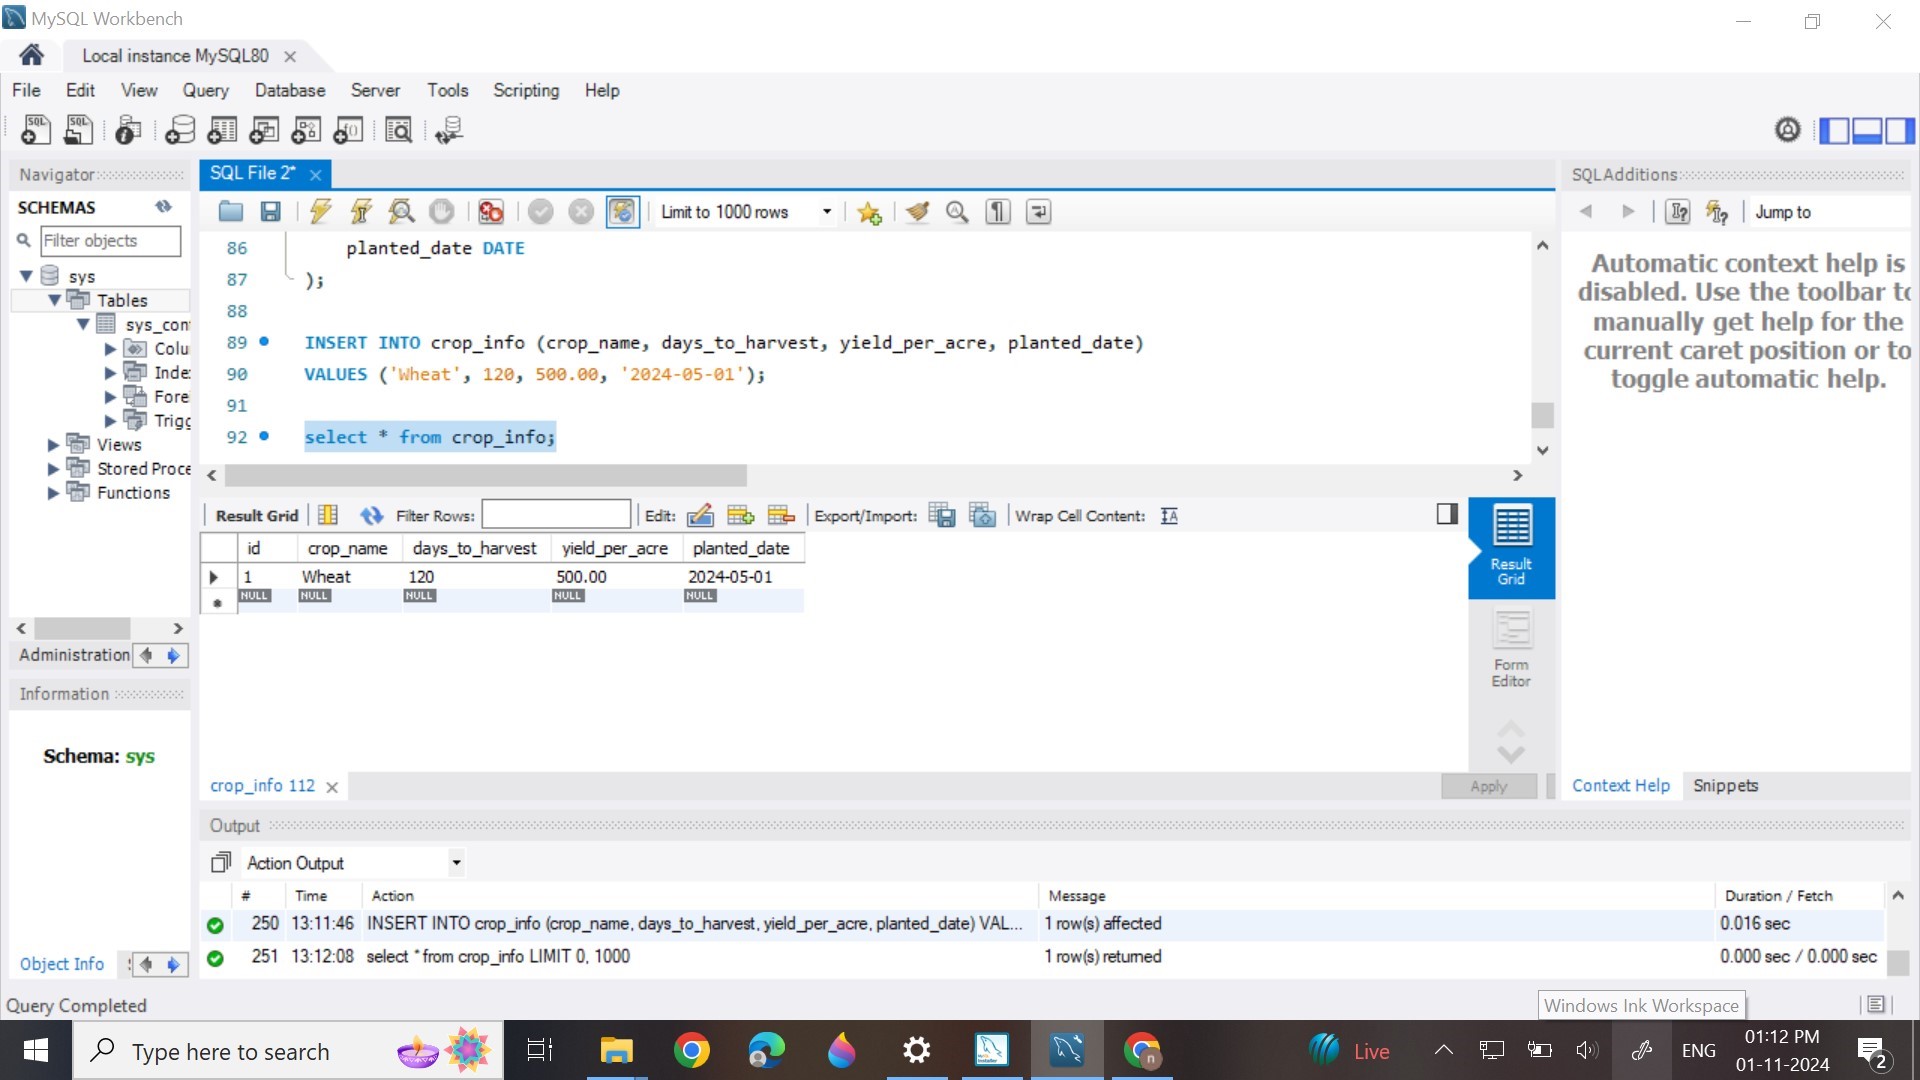 MySQL Workbench
Local instance MySQL80
File Edit View Query Database Server Tools Scripting Help
Navigator
SCHEMAS
Filter objects
sys
Tables
sys_con
Colu
Inde
Fore
Trigg
Views
Stored Proce
Functions
Administration
Information
Schema: sys
Object Info
SQL File 2*
Limit to 1000 rows
86 planted_date DATE
87 );
88
89 INSERT INTO crop_info (crop_name, days_to_harvest, yield_per_acre, planted_date)
90 VALUES ('Wheat', 120, 500.00, '2024-05-01');
91
92 select * from crop_info;
Result Grid Filter Rows: Edit: Export/Import: Wrap Cell Content:
id crop_name days_to_harvest yield_per_acre planted_date
1 Wheat 120 500.00 2024-05-01
NULL NULL NULL NULL NULL
Result
Grid
Form
Editor
crop_info 112
Apply
SQLAdditions
Jump to
Automatic context help is
disabled. Use the toolbar to
manually get help for the
current caret position or to
toggle automatic help.
Context Help Snippets
Output
Action Output
# Time Action Message Duration / Fetch
250 13:11:46 INSERT INTO crop_info (crop_name, days_to_harvest, yield_per_acre, planted_date) VAL... 1 row(s) affected 0.016 sec
251 13:12:08 select * from crop_info LIMIT 0, 1000 1 row(s) returned 0.000 sec / 0.000 sec
Query Completed
Windows Ink Workspace
Type here to search
n
Live
ENG
01:12 PM
01-11-2024
2